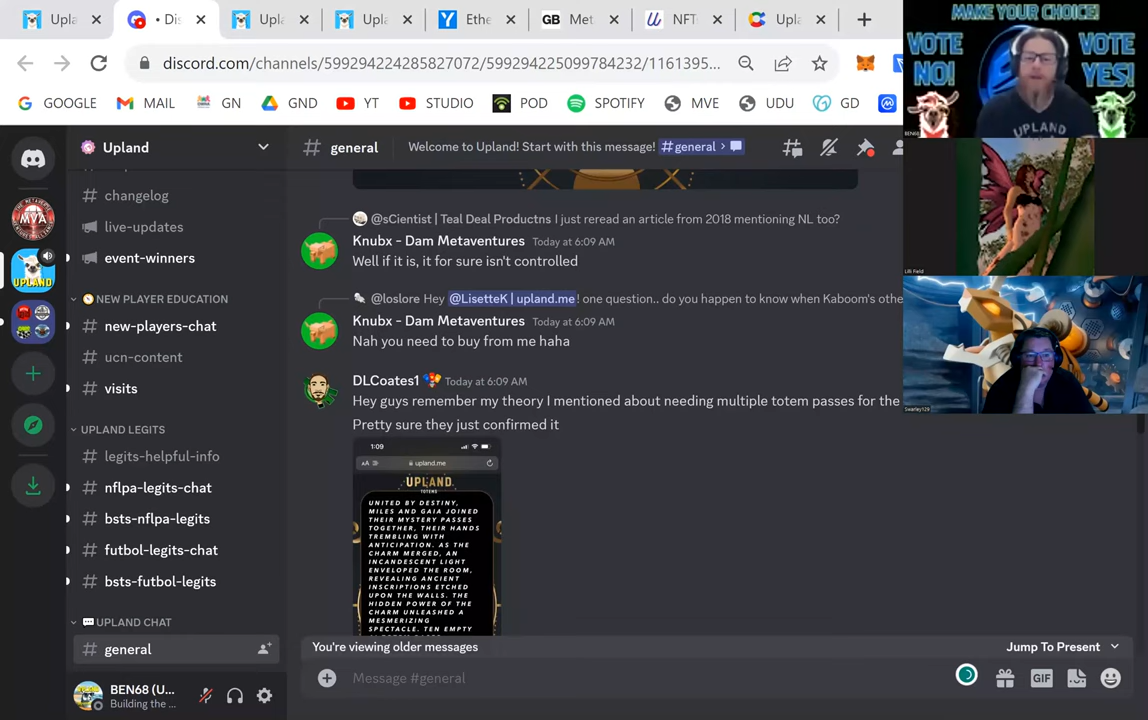 Upla
• Dis
Upl
Upla
Ethe
Met
NFT
Upla
discord.com/channels/599294224285827072/599294225099784232/1161395...
GOOGLE
MAIL
GN
GND
YT
STUDIO
POD
SPOTIFY
MVE
UDU
GD
MAKE YOUR CHOICE!
VOTE NO!
VOTE YES!
UPLAND
BEN68
Lilli Field
Swarley129
MVA
UPLAND
Upland
# general
Welcome to Upland! Start with this message! #general >
# changelog
live-updates
event-winners
NEW PLAYER EDUCATION
# new-players-chat
# ucn-content
# visits
UPLAND LEGITS
# legits-helpful-info
# nflpa-legits-chat
# bsts-nflpa-legits
# futbol-legits-chat
# bsts-futbol-legits
UPLAND CHAT
# general
BEN68 (U...
Building the ...
@sCientist | Teal Deal Productns I just reread an article from 2018 mentioning NL too?
Knubx - Dam Metaventures Today at 6:09 AM
Well if it is, it for sure isn't controlled
@loslore Hey @LisetteK | upland.me! one question.. do you happen to know when Kaboom's othe
Knubx - Dam Metaventures Today at 6:09 AM
Nah you need to buy from me haha
DLCoates1 Today at 6:09 AM
Hey guys remember my theory I mentioned about needing multiple totem passes for the
Pretty sure they just confirmed it
1:09
AA upland.me
UPLAND
TOTEMS
UNITED BY DESTINY,
MILES AND GAIA JOINED
THEIR MYSTERY PASSES
TOGETHER, THEIR HANDS
TREMBLING WITH
ANTICIPATION. AS THE
CHARM MERGED, AN
INCANDESCENT LIGHT
ENVELOPED THE ROOM,
REVEALING ANCIENT
INSCRIPTIONS ETCHED
UPON THE WALLS. THE
HIDDEN POWER OF THE
CHARM UNLEASHED A
MESMERIZING
SPECTACLE. TEN EMPTY
You're viewing older messages
Jump To Present
Message #general
GIF